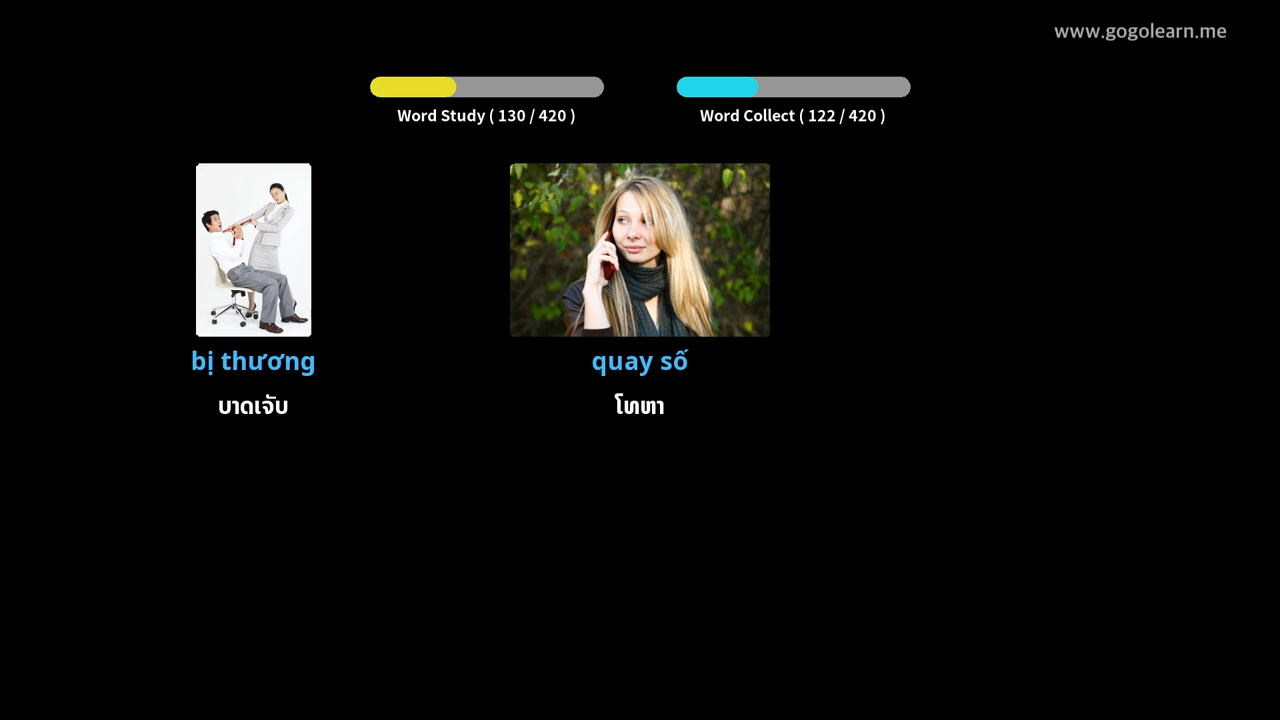 www.gogolearn.me
Word Study ( 130 / 420 )
Word Collect ( 122 / 420 )
bị thương
quay số
บาดเจ็บ
โทหา